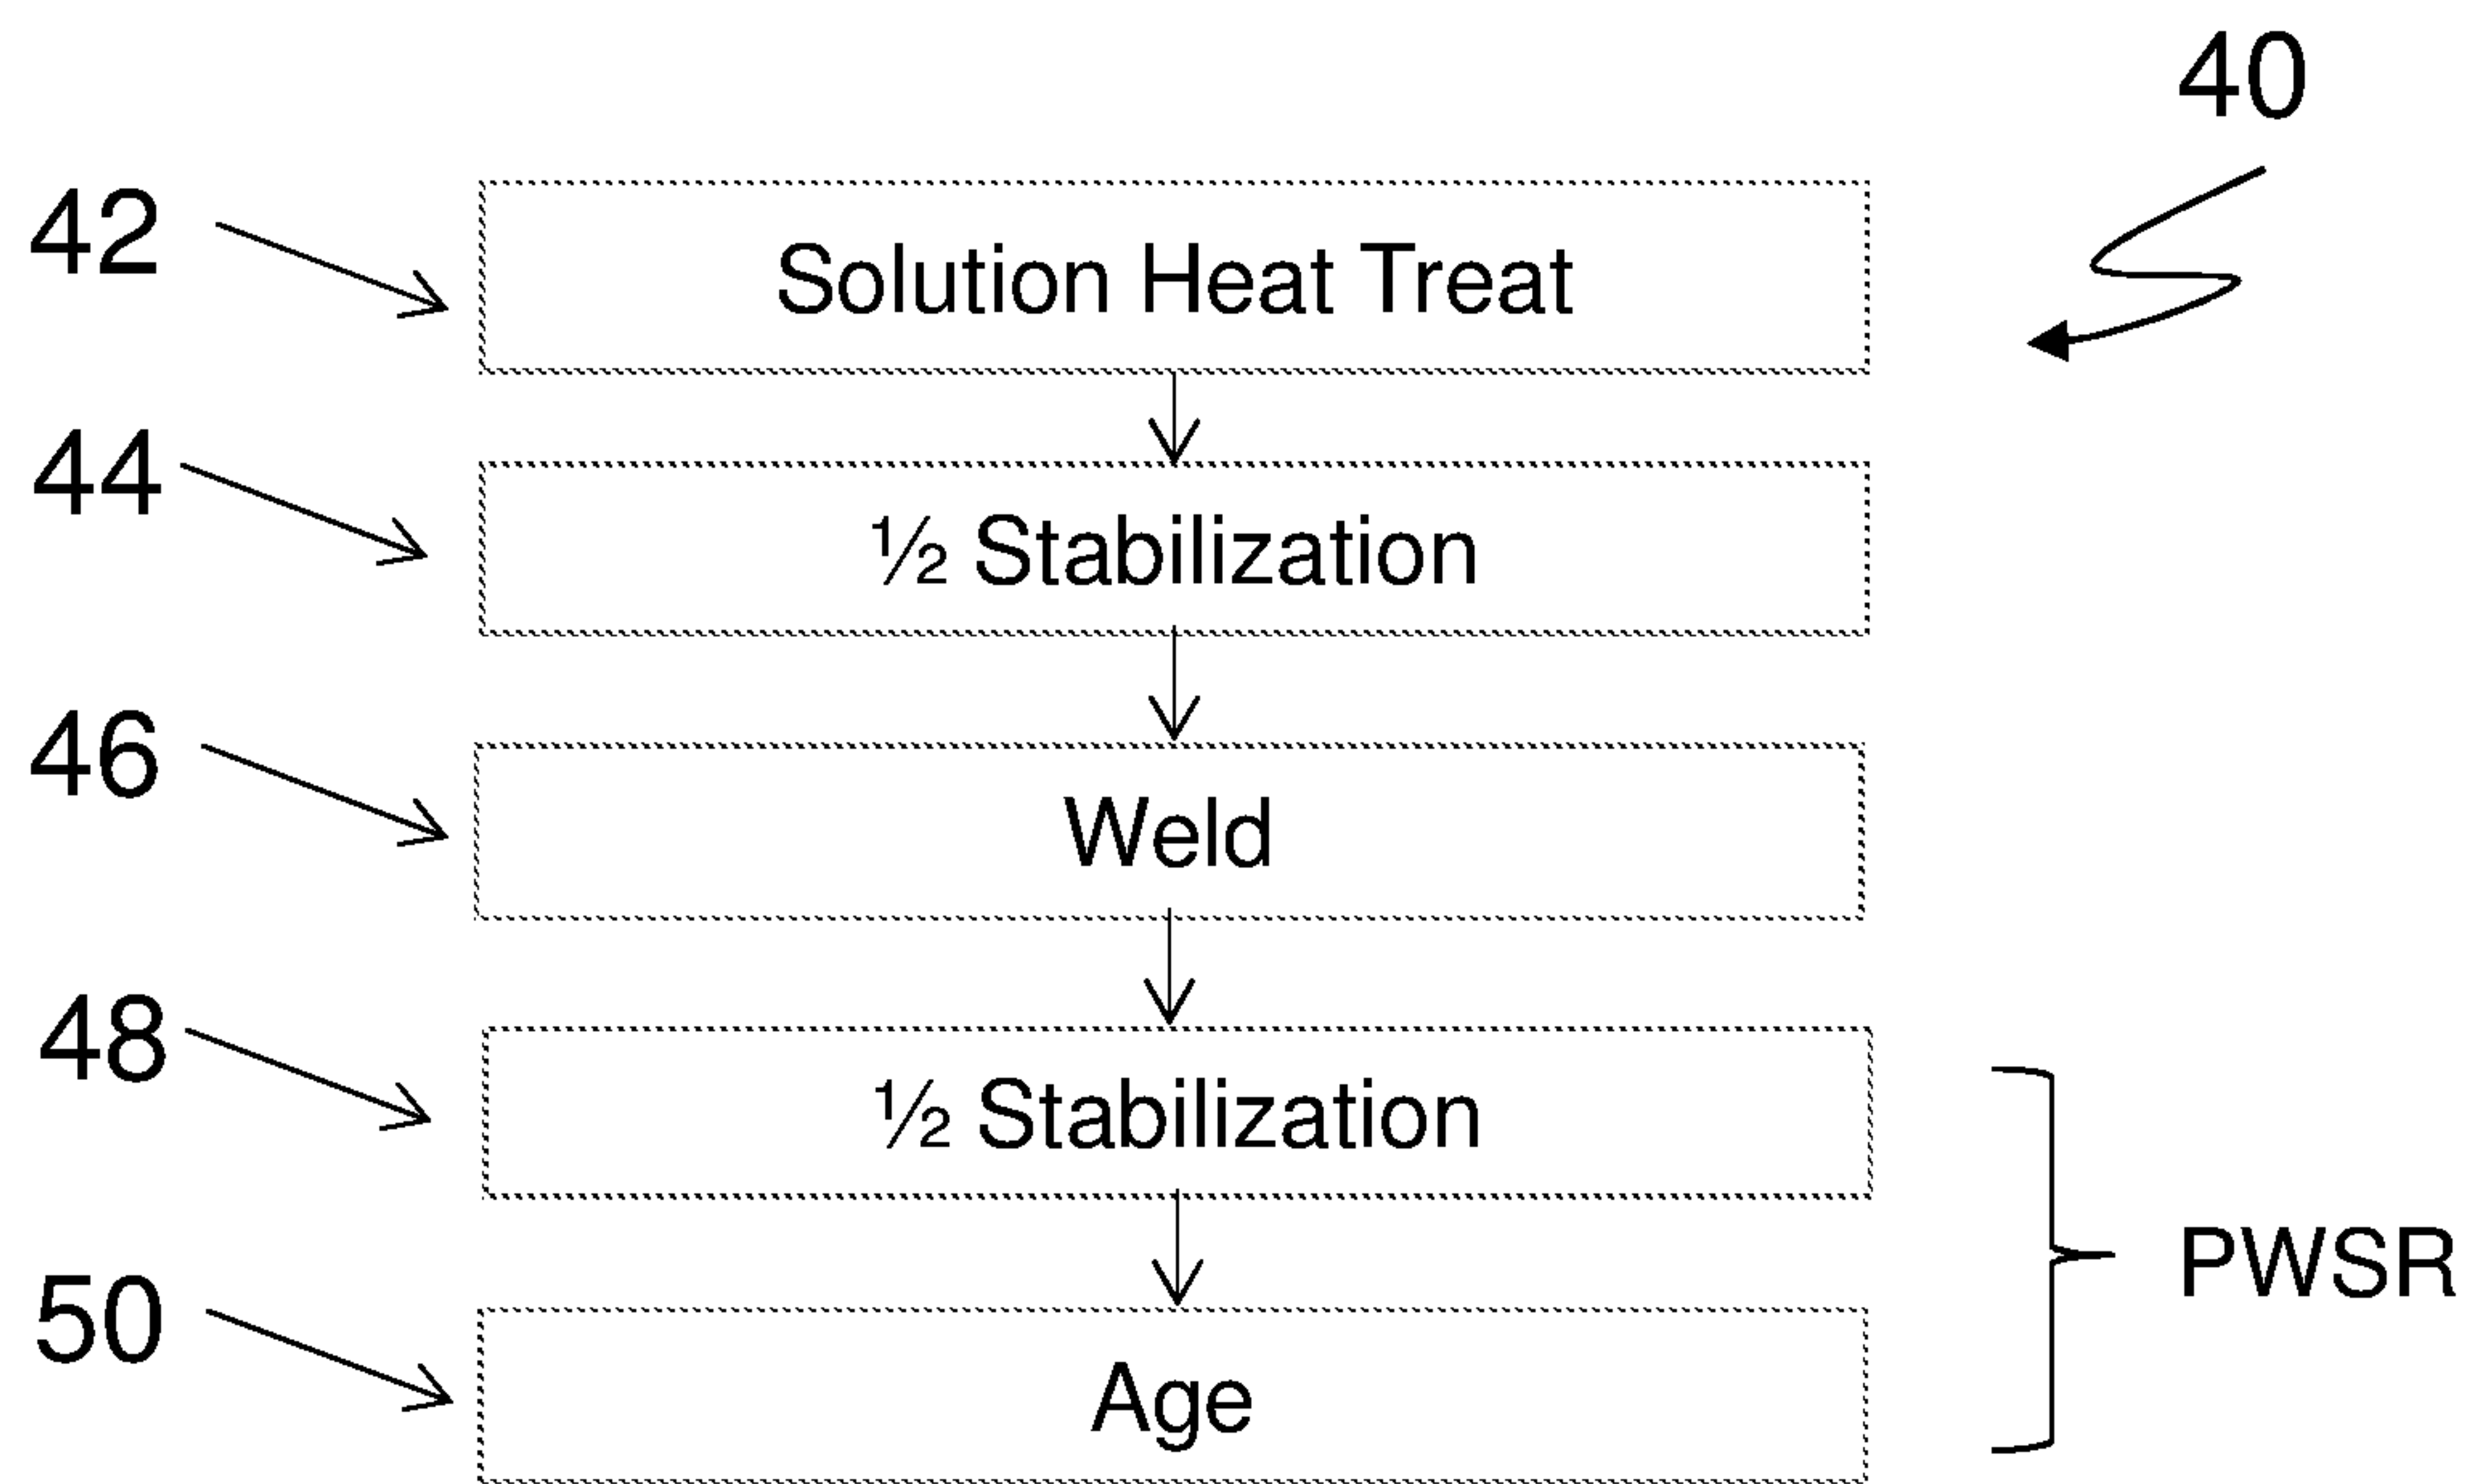 40
42
Solution Heat Treat
44
½ Stabilization
46
Weld
48
½ Stabilization
PWSR
50
Age